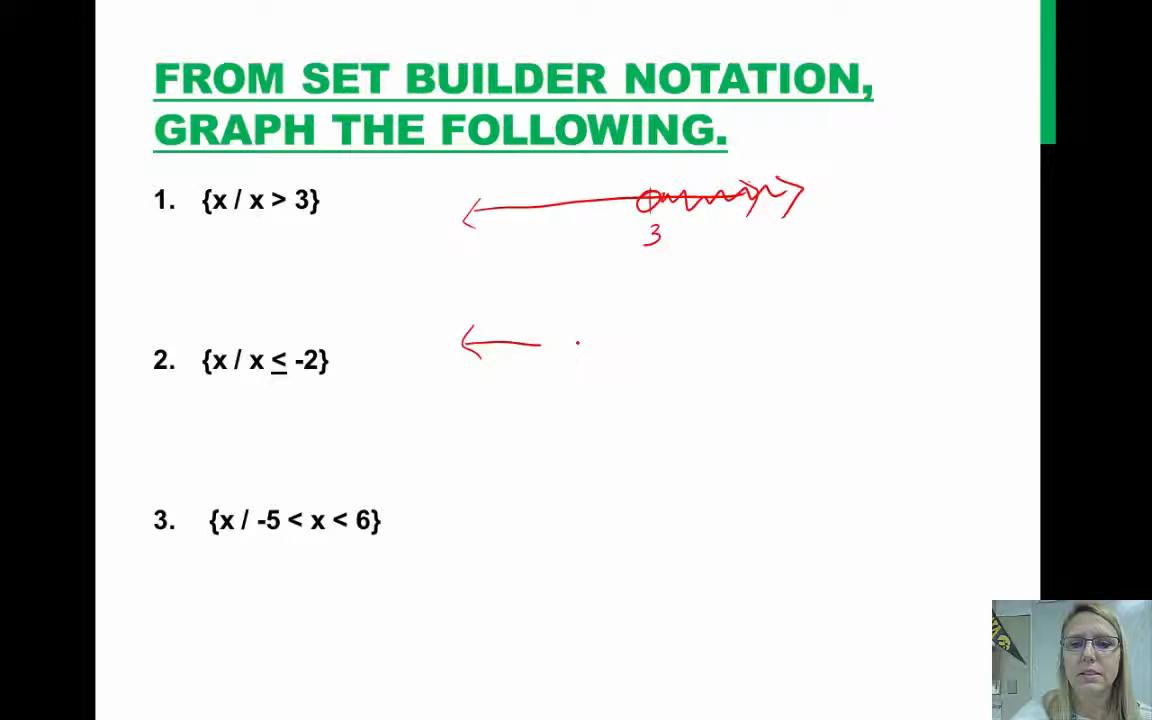 FROM SET BUILDER NOTATION,
GRAPH THE FOLLOWING.
1. {x / x > 3}
3
2. {x / x ≤ -2}
3. {x / -5 < x < 6}